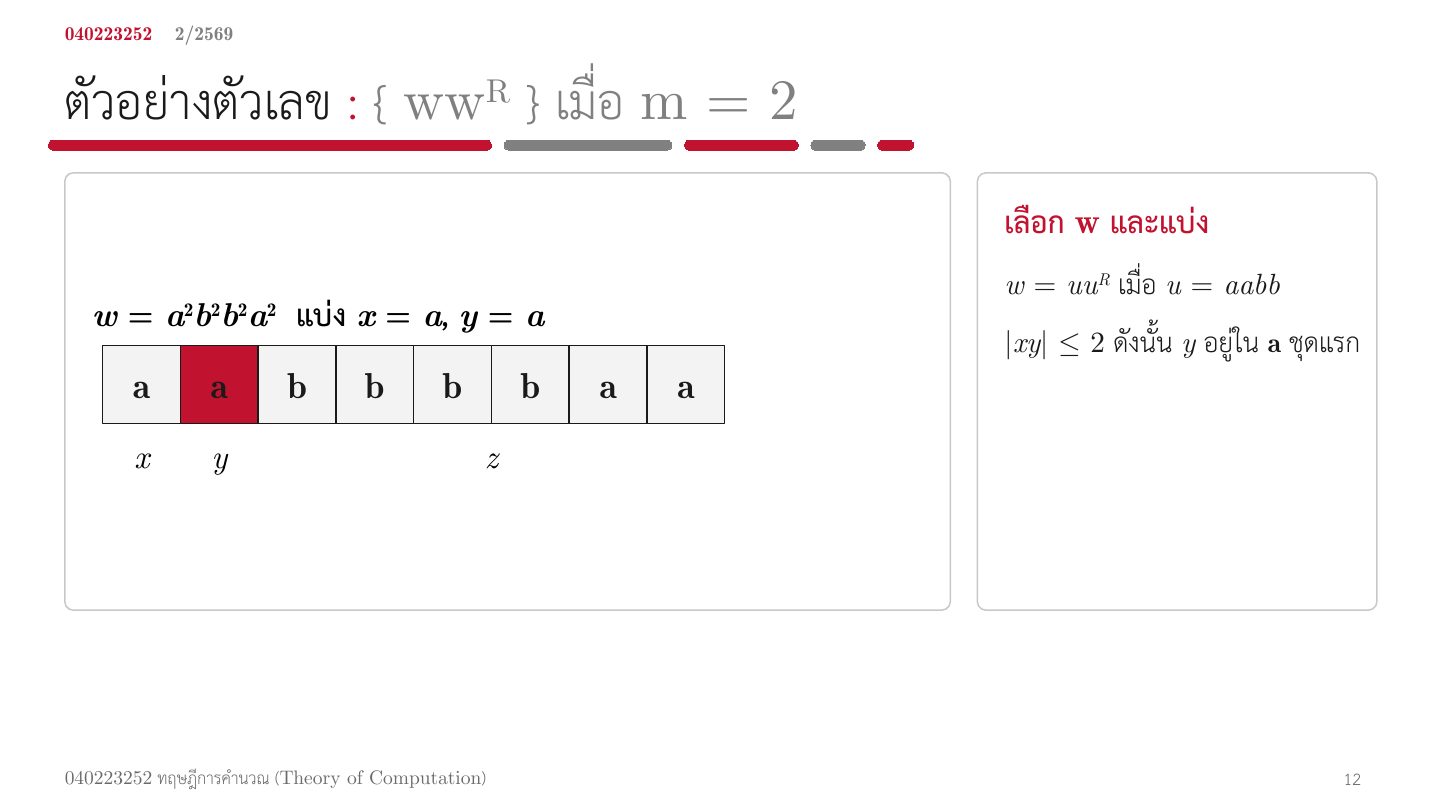 040223252 2/2569
ตัวอย่างตัวเลข : { wwᴿ } เมื่อ m = 2
w = a²b²b²a² แบ่ง x = a, y = a
a a b b b b a a
x y z
เลือก w และแบ่ง
w = uuᴿ เมื่อ u = aabb
|xy| ≤ 2 ดังนั้น y อยู่ใน a ชุดแรก
040223252 ทฤษฎีการคำนวณ (Theory of Computation)
12